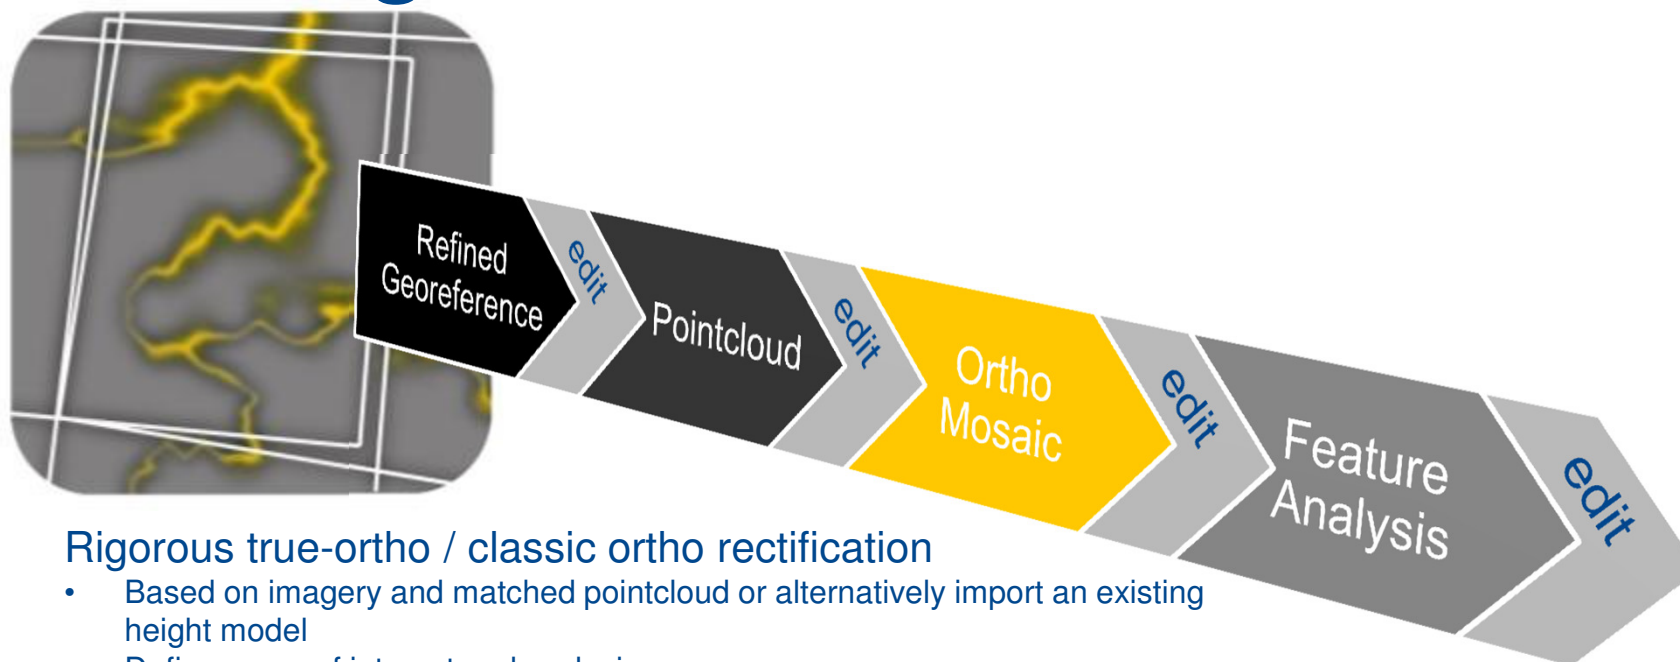 Refined
Georeference
edit
Pointcloud
edit
Ortho
Mosaic
edit
Feature
Analysis
edit
Rigorous true-ortho / classic ortho rectification
• Based on imagery and matched pointcloud or alternatively import an existing
height model